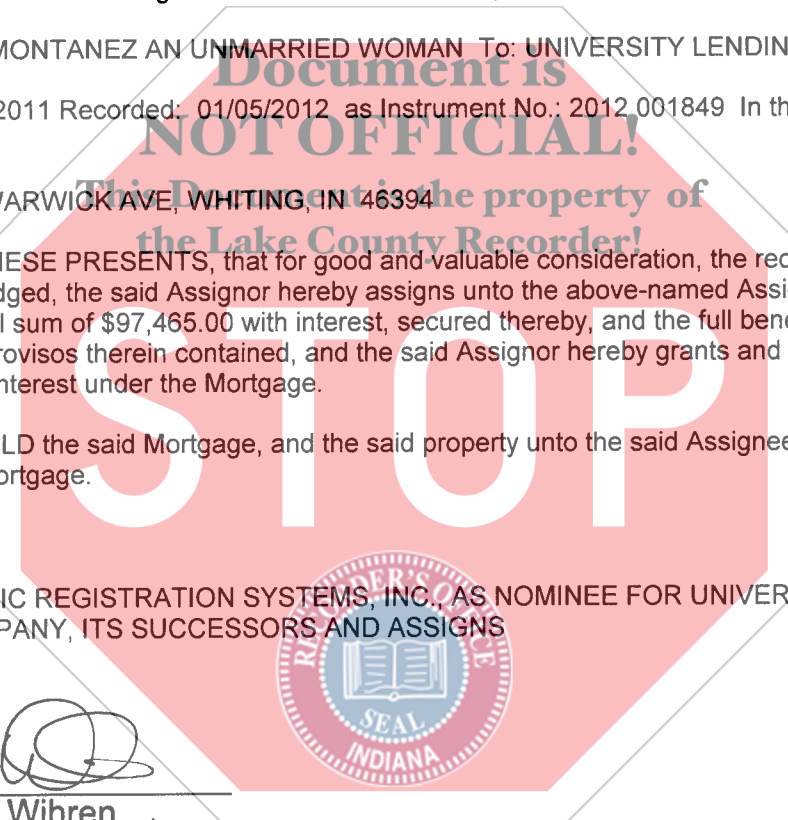 MONTANEZ AN UNMARRIED WOMAN To: UNIVERSITY LENDIN
Document is
2011 Recorded: 01/05/2012 as Instrument No.: 2012 001849 In th
NOT OFFICIAL!
WARWICK AVE, WHITING, IN 46394
This Document is the property of
the Lake County Recorder!
HESE PRESENTS, that for good and valuable consideration, the rec
dged, the said Assignor hereby assigns unto the above-named Assi
l sum of $97,465.00 with interest, secured thereby, and the full bene
rovisos therein contained, and the said Assignor hereby grants and
nterest under the Mortgage.
STOP
LD the said Mortgage, and the said property unto the said Assignee
ortgage.
IC REGISTRATION SYSTEMS, INC., AS NOMINEE FOR UNIVER
PANY, ITS SUCCESSORS AND ASSIGNS
RECORDER'S OFFICE
SEAL
INDIANA
Wihren